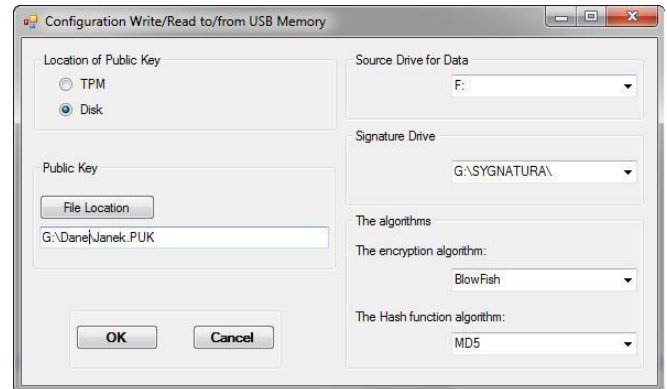 Configuration Write/Read to/from USB Memory
Location of Public Key
TPM
Disk
Public Key
File Location
G:\Dane\Janek.PUK
OK
Cancel
Source Drive for Data
F:
Signature Drive
G:\SYGNATURA\
The algorithms
The encryption algorithm:
BlowFish
The Hash function algorithm:
MD5